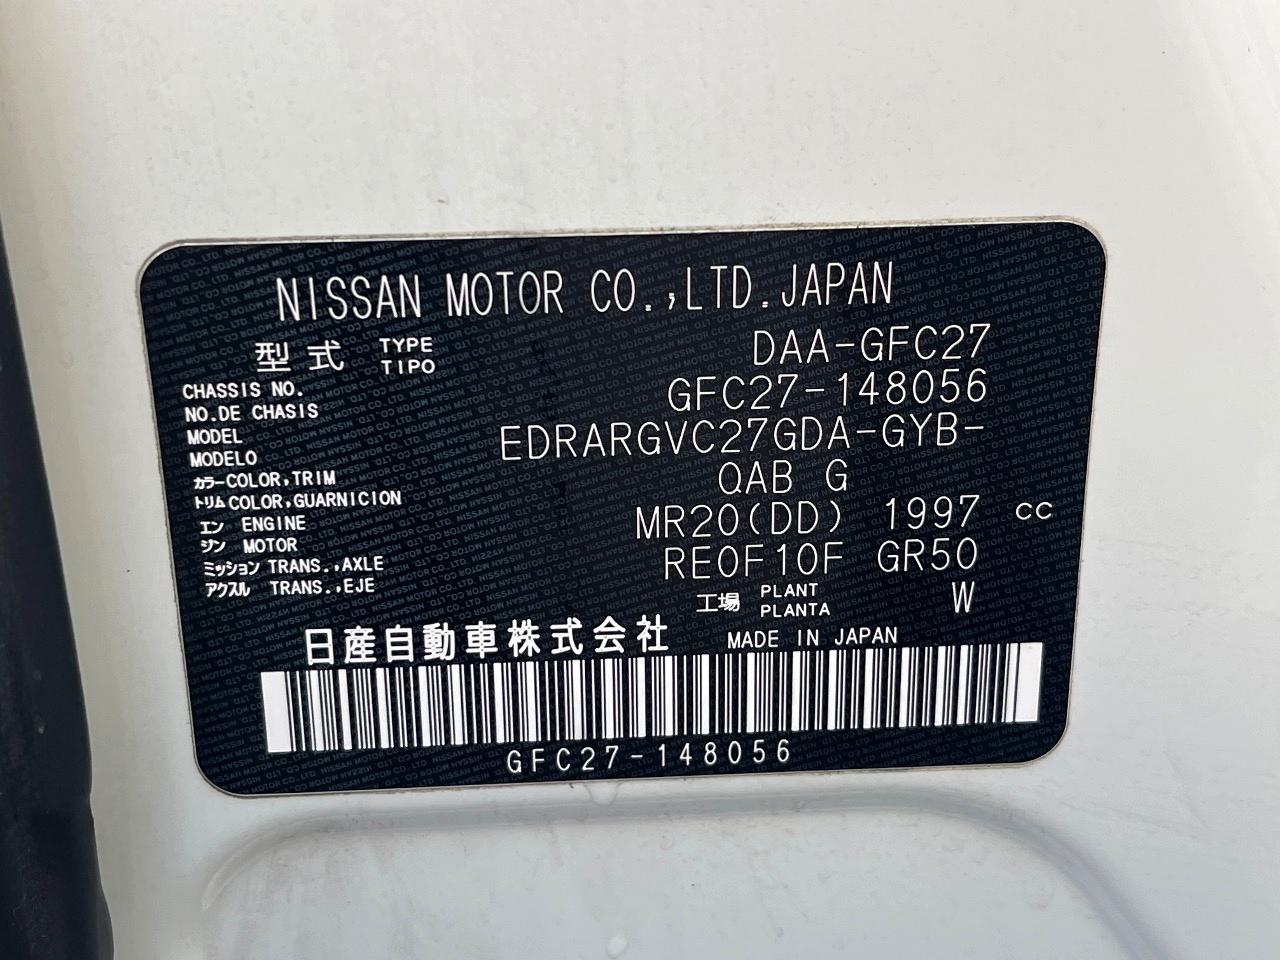 NISSAN MOTOR CO.,LTD.JAPAN
型式 TYPE TIPO DAA-GFC27
CHASSIS NO. NO.DE CHASIS GFC27-148056
MODEL MODELO EDRARGVC27GDA-GYB-
カラー COLOR,TRIM トリム COLOR,GUARNICION QAB G
エン ジン ENGINE MOTOR MR20(DD) 1997 cc
ミッション TRANS.,AXLE アクスル TRANS.,EJE RE0F10F GR50
工場 PLANT PLANTA W
日産自動車株式会社 MADE IN JAPAN
GFC27-148056